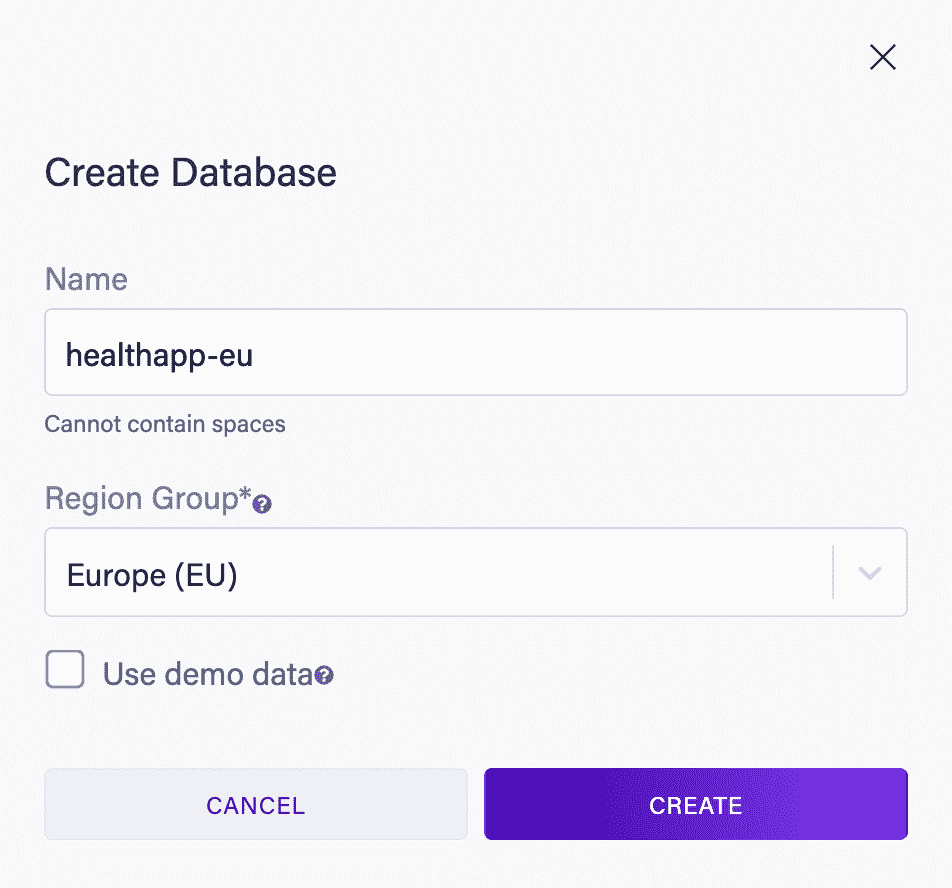 Create Database
Name
healthapp-eu
Cannot contain spaces
Region Group*?
Europe (EU)
Use demo data?
CANCEL
CREATE